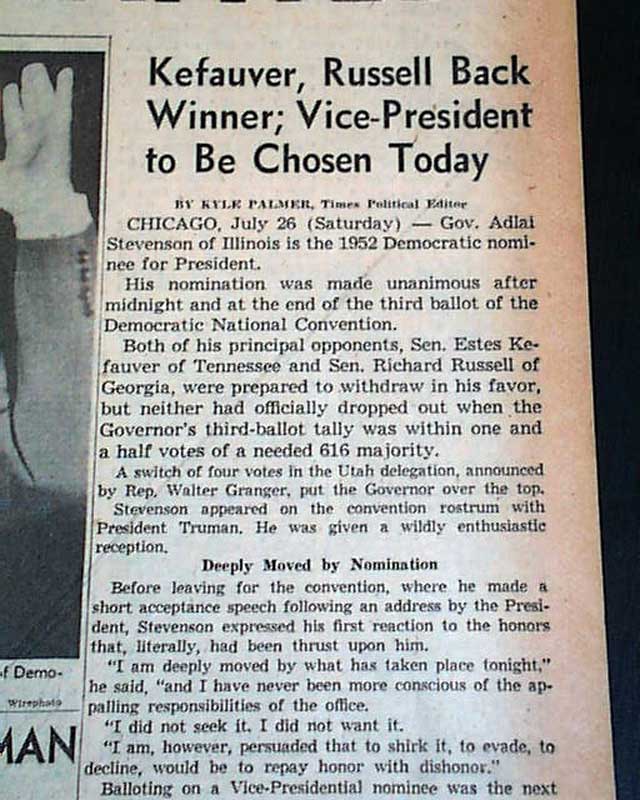 Kefauver, Russell Back
Winner; Vice-President
to Be Chosen Today
BY KYLE PALMER, Times Political Editor
CHICAGO, July 26 (Saturday) — Gov. Adlai
Stevenson of Illinois is the 1952 Democratic nomi-
nee for President.
His nomination was made unanimous after
midnight and at the end of the third ballot of the
Democratic National Convention.
Both of his principal opponents, Sen. Estes Ke-
fauver of Tennessee and Sen. Richard Russell of
Georgia, were prepared to withdraw in his favor,
but neither had officially dropped out when the
Governor's third-ballot tally was within one and
a half votes of a needed 616 majority.
A switch of four votes in the Utah delegation, announced
by Rep. Walter Granger, put the Governor over the top.
Stevenson appeared on the convention rostrum with
President Truman. He was given a wildly enthusiastic
reception.
Deeply Moved by Nomination
Before leaving for the convention, where he made a
short acceptance speech following an address by the Presi-
dent, Stevenson expressed his first reaction to the honors
that, literally, had been thrust upon him.
"I am deeply moved by what has taken place tonight,"
he said, "and I have never been more conscious of the ap-
palling responsibilities of the office.
"I did not seek it. I did not want it.
"I am, however, persuaded that to shirk it, to evade, to
decline, would be to repay honor with dishonor."
Balloting on a Vice-Presidential nominee was the next
of Demo-
Wirephoto
MAN